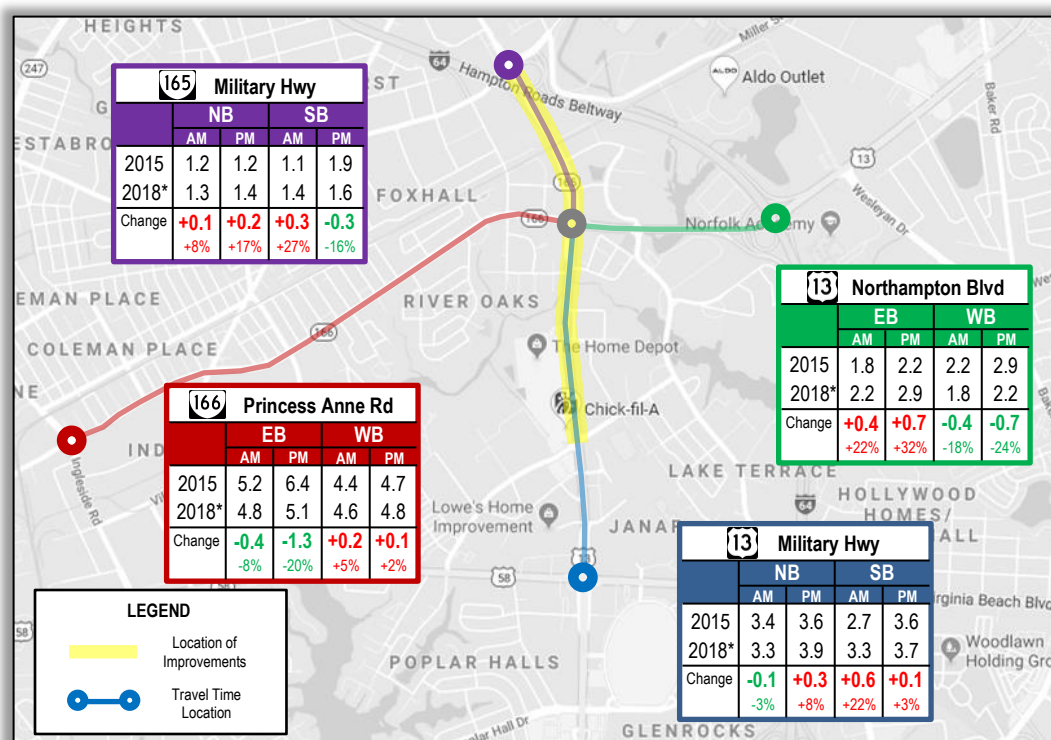 HEIGHTS
247
64
Hampton Roads Beltway
Miller S
ALDO
Aldo Outlet
Baker Rd
165 Military Hwy
NB SB
AM PM AM PM
2015 1.2 1.2 1.1 1.9
2018* 1.3 1.4 1.4 1.6
Change +0.1 +0.2 +0.3 -0.3
+8% +17% +27% -16%
ST
G
ESTABRO
FOXHALL
165
13
Wesleyan Dr
166
Norfolk Academy
EMAN PLACE
RIVER OAKS
166
COLEMAN PLACE
The Home Depot
NE
Chick-fil-A
13 Northampton Blvd
EB WB
AM PM AM PM
2015 1.8 2.2 2.2 2.9
2018* 2.2 2.9 1.8 2.2
Change +0.4 +0.7 -0.4 -0.7
+22% +32% -18% -24%
Wes
Bake
166 Princess Anne Rd
EB WB
AM PM AM PM
2015 5.2 6.4 4.4 4.7
2018* 4.8 5.1 4.6 4.8
Change -0.4 -1.3 +0.2 +0.1
-8% -20% +5% +2%
IND
Ingleside Rd
LAKE TERRACE
64
HOLLYWOOD
HOMES/
ALL
Lowe's Home
Improvement
JANAF
13
58
58
58
13 Military Hwy
NB SB
AM PM AM PM
2015 3.4 3.6 2.7 3.6
2018* 3.3 3.9 3.3 3.7
Change -0.1 +0.3 +0.6 +0.1
-3% +8% +22% +3%
irginia Beach Blvd
Woodlawn
Holding Gro
LEGEND
Location of
Improvements
Travel Time
Location
POPLAR HALLS
lar Hall Dr
GLENROCKS